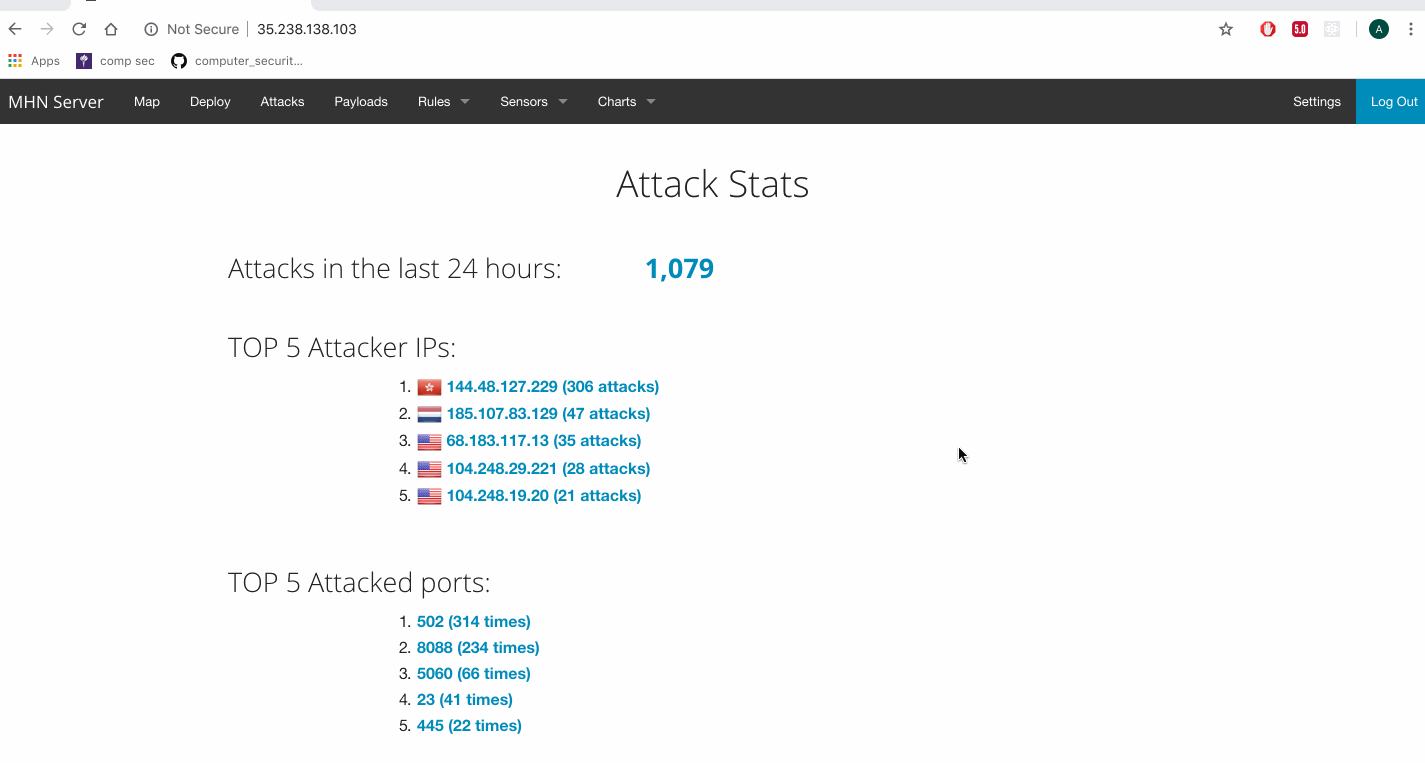 Not Secure | 35.238.138.103
5.0
A
Apps comp sec computer_securit...
MHN Server Map Deploy Attacks Payloads Rules Sensors Charts Settings Log Out
Attack Stats
Attacks in the last 24 hours: 1,079
TOP 5 Attacker IPs:
1. 144.48.127.229 (306 attacks)
2. 185.107.83.129 (47 attacks)
3. 68.183.117.13 (35 attacks)
4. 104.248.29.221 (28 attacks)
5. 104.248.19.20 (21 attacks)
TOP 5 Attacked ports:
1. 502 (314 times)
2. 8088 (234 times)
3. 5060 (66 times)
4. 23 (41 times)
5. 445 (22 times)